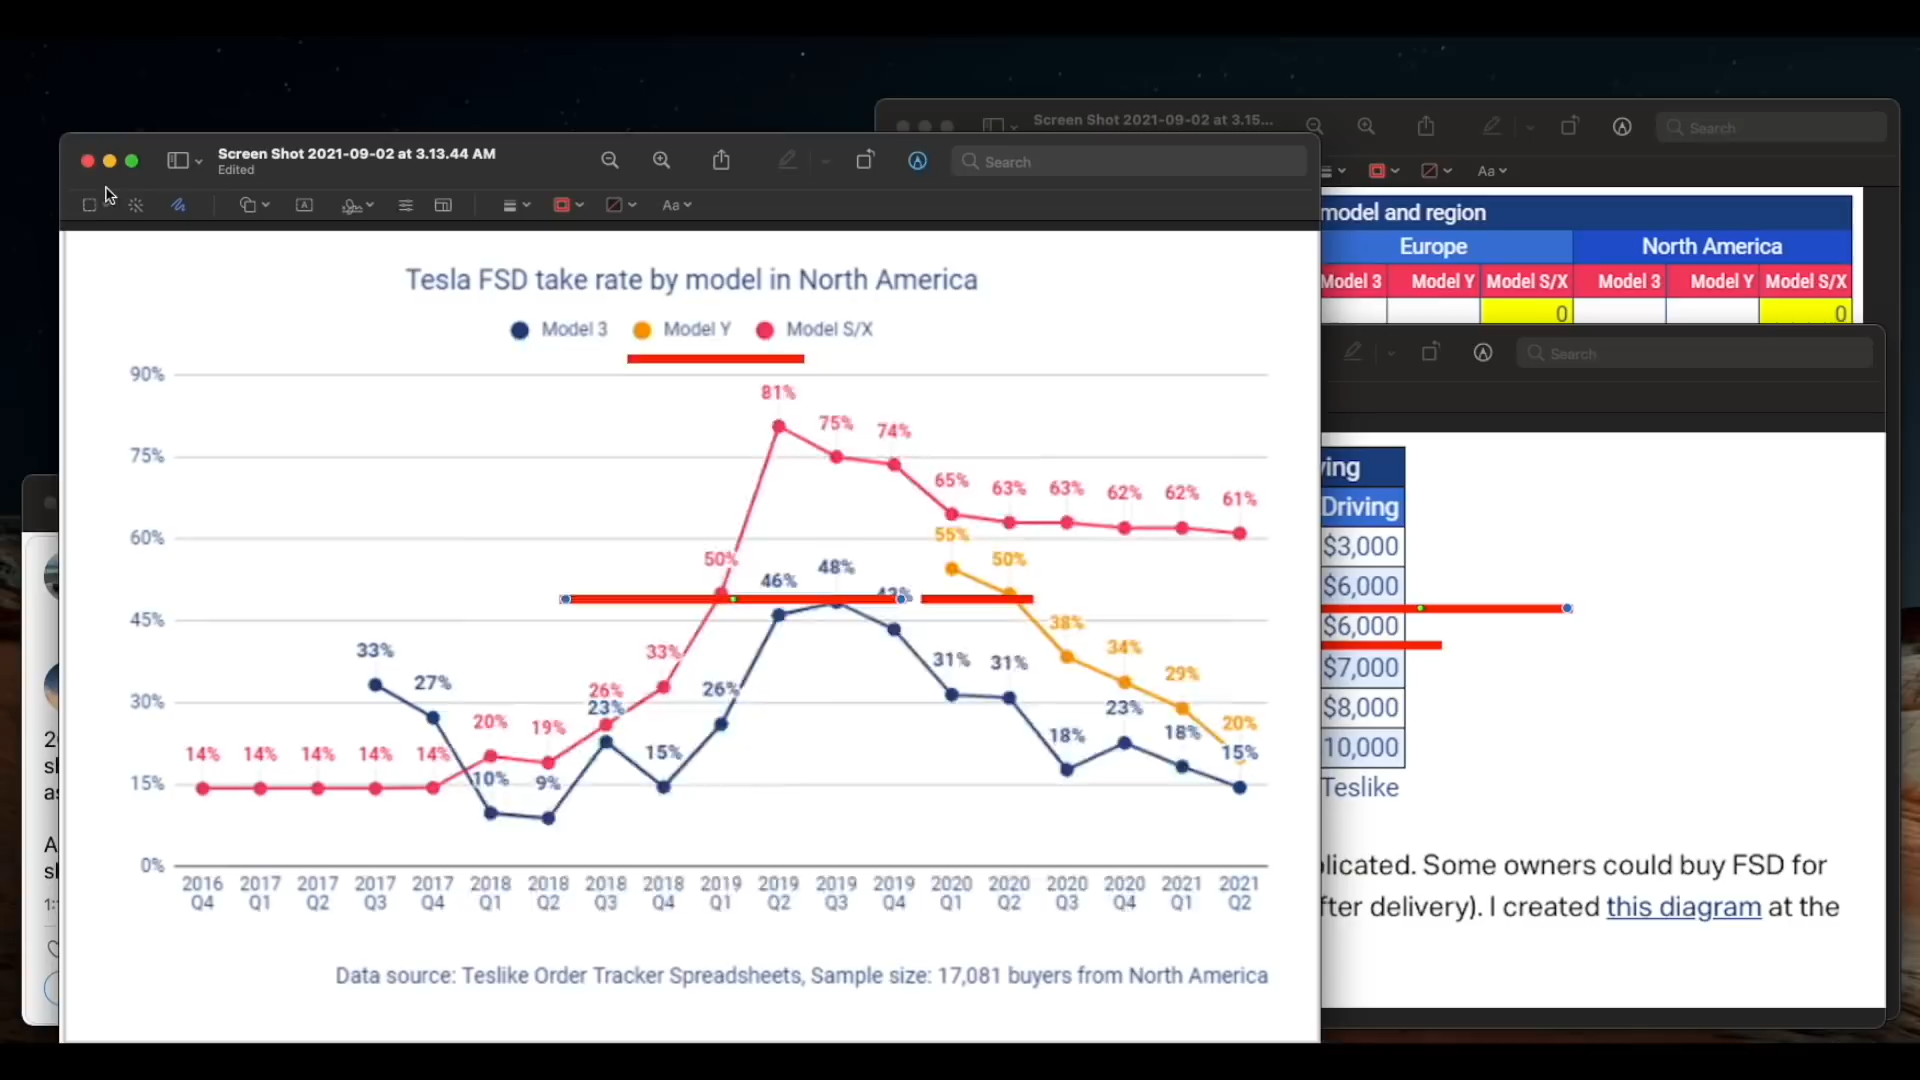 Screen Shot 2021-09-02 at 3.15...
Search
Screen Shot 2021-09-02 at 3.13.44 AM
Edited
Search
Aa
Aa
model and region
Europe North America
Model 3 Model Y Model S/X Model 3 Model Y Model S/X
0 0
Search
Tesla FSD take rate by model in North America
Model 3 Model Y Model S/X
90%
75%
60%
45%
30%
15%
0%
81%
75%
74%
65%
63%
63%
62%
62%
61%
55%
50%
50%
48%
46%
38%
34%
33%
33%
31%
31%
29%
27%
26%
26%
23%
23%
20%
20%
19%
18%
18%
15%
15%
14%
14%
14%
14%
14%
10%
9%
2016 2017 2017 2017 2017 2018 2018 2018 2018 2019 2019 2019 2019 2020 2020 2020 2020 2021 2021
Q4 Q1 Q2 Q3 Q4 Q1 Q2 Q3 Q4 Q1 Q2 Q3 Q4 Q1 Q2 Q3 Q4 Q1 Q2
Data source: Teslike Order Tracker Spreadsheets, Sample size: 17,081 buyers from North America
Driving
$3,000
$6,000
$6,000
$7,000
$8,000
10,000
Teslike
Some owners could buy FSD for
delivery). I created this diagram at the